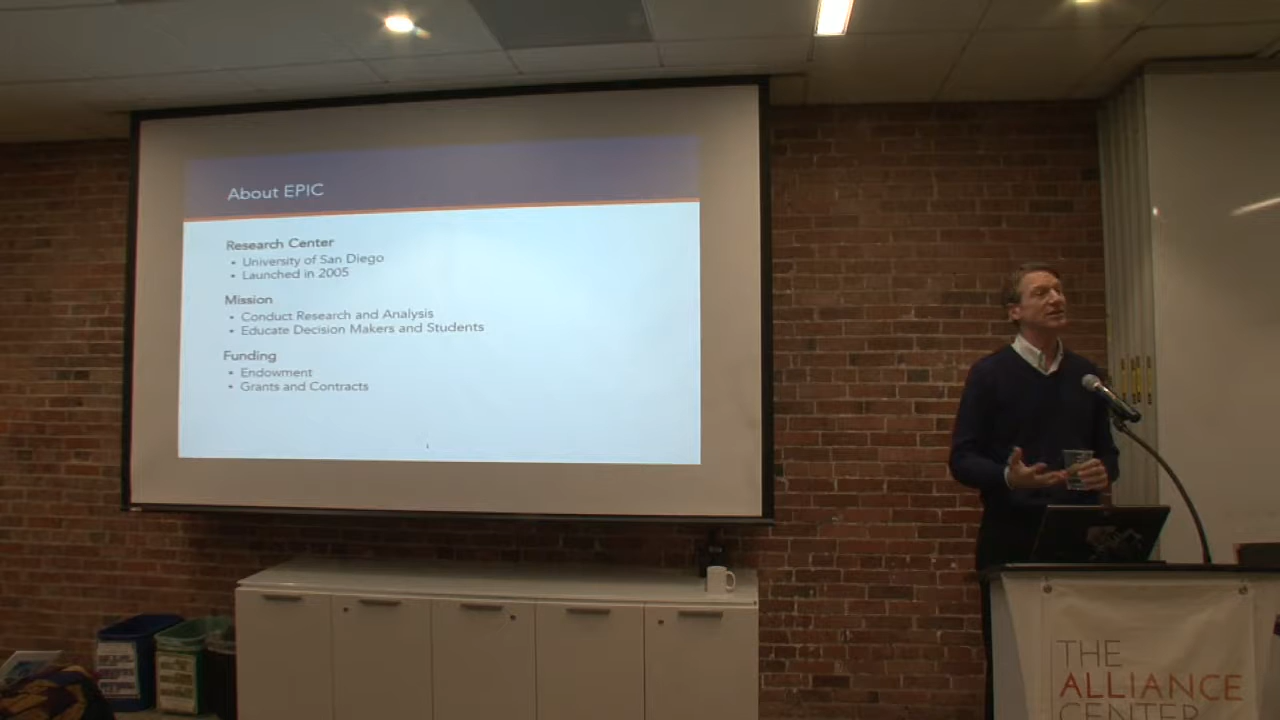 About EPIC
Research Center
• University of San Diego
• Launched in 2005
Mission
• Conduct Research and Analysis
• Educate Decision Makers and Students
Funding
• Endowment
• Grants and Contracts
THE
ALLIANCE
CENTER